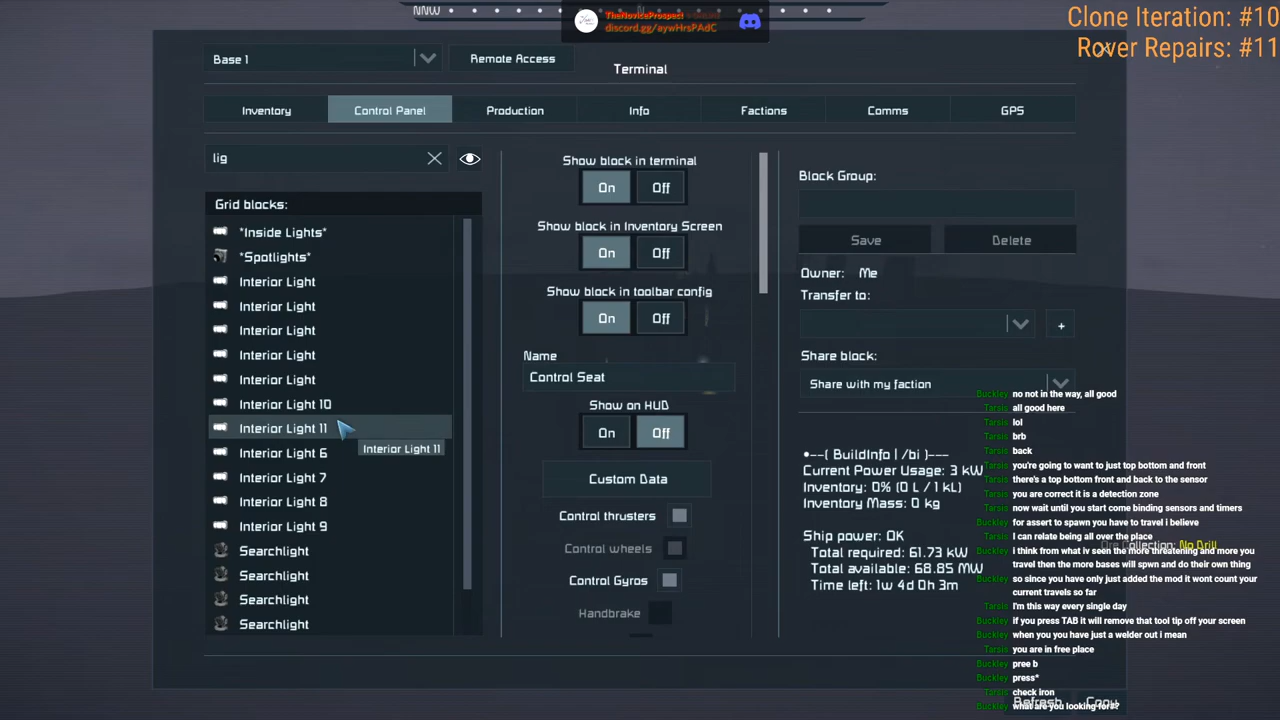 NNW
N
TheNoviceProspect
discord.gg/aywHrsPAdC
Clone Iteration: #10
Rover Repairs: #11
Base 1
Remote Access
Terminal
Inventory
Control Panel
Production
Info
Factions
Comms
GPS
lig
Grid blocks:
*Inside Lights*
*Spotlights*
Interior Light
Interior Light
Interior Light
Interior Light
Interior Light
Interior Light 10
Interior Light 11
Interior Light 11
Interior Light 6
Interior Light 7
Interior Light 8
Interior Light 9
Searchlight
Searchlight
Searchlight
Searchlight
Show block in terminal
On Off
Show block in Inventory Screen
On Off
Show block in toolbar config
On Off
Name
Control Seat
Show on HUD
On Off
Custom Data
Control thrusters
Control wheels
Control Gyros
Handbrake
Block Group:
Save
Delete
Owner: Me
Transfer to:
+
Share block:
Share with my faction
•--( BuildInfo | /bi )---
Current Power Usage: 3 kW
Inventory: 0% (0 L / 1 kL)
Inventory Mass: 0 kg
Ship power: OK
Total required: 61.73 kW
Total available: 68.85 MW
Time left: 1w 4d 0h 3m
Ore Collection: No Drill
Buckley no not in the way, all good
Tarsis all good here
Tarsis lol
Tarsis brb
Tarsis back
Tarsis you're going to want to just top bottom and front
Tarsis there's a top bottom front and back to the sensor
Tarsis you are correct it is a detection zone
Tarsis now wait until you start come binding sensors and timers
Buckley for assert to spawn you have to travel i believe
Tarsis I can relate being all over the place
Buckley i think from what iv seen the more threatening and more you
travel then the more bases will spwn and do their own thing
Buckley so since you have only just added the mod it wont count your
current travels so far
Tarsis I'm this way every single day
Buckley if you press TAB it will remove that tool tip off your screen
Buckley when you you have just a welder out i mean
Tarsis you are in free place
Buckley pree b
Buckley press*
Tarsis check iron
Buckley what are you looking for?
Refresh
Copy